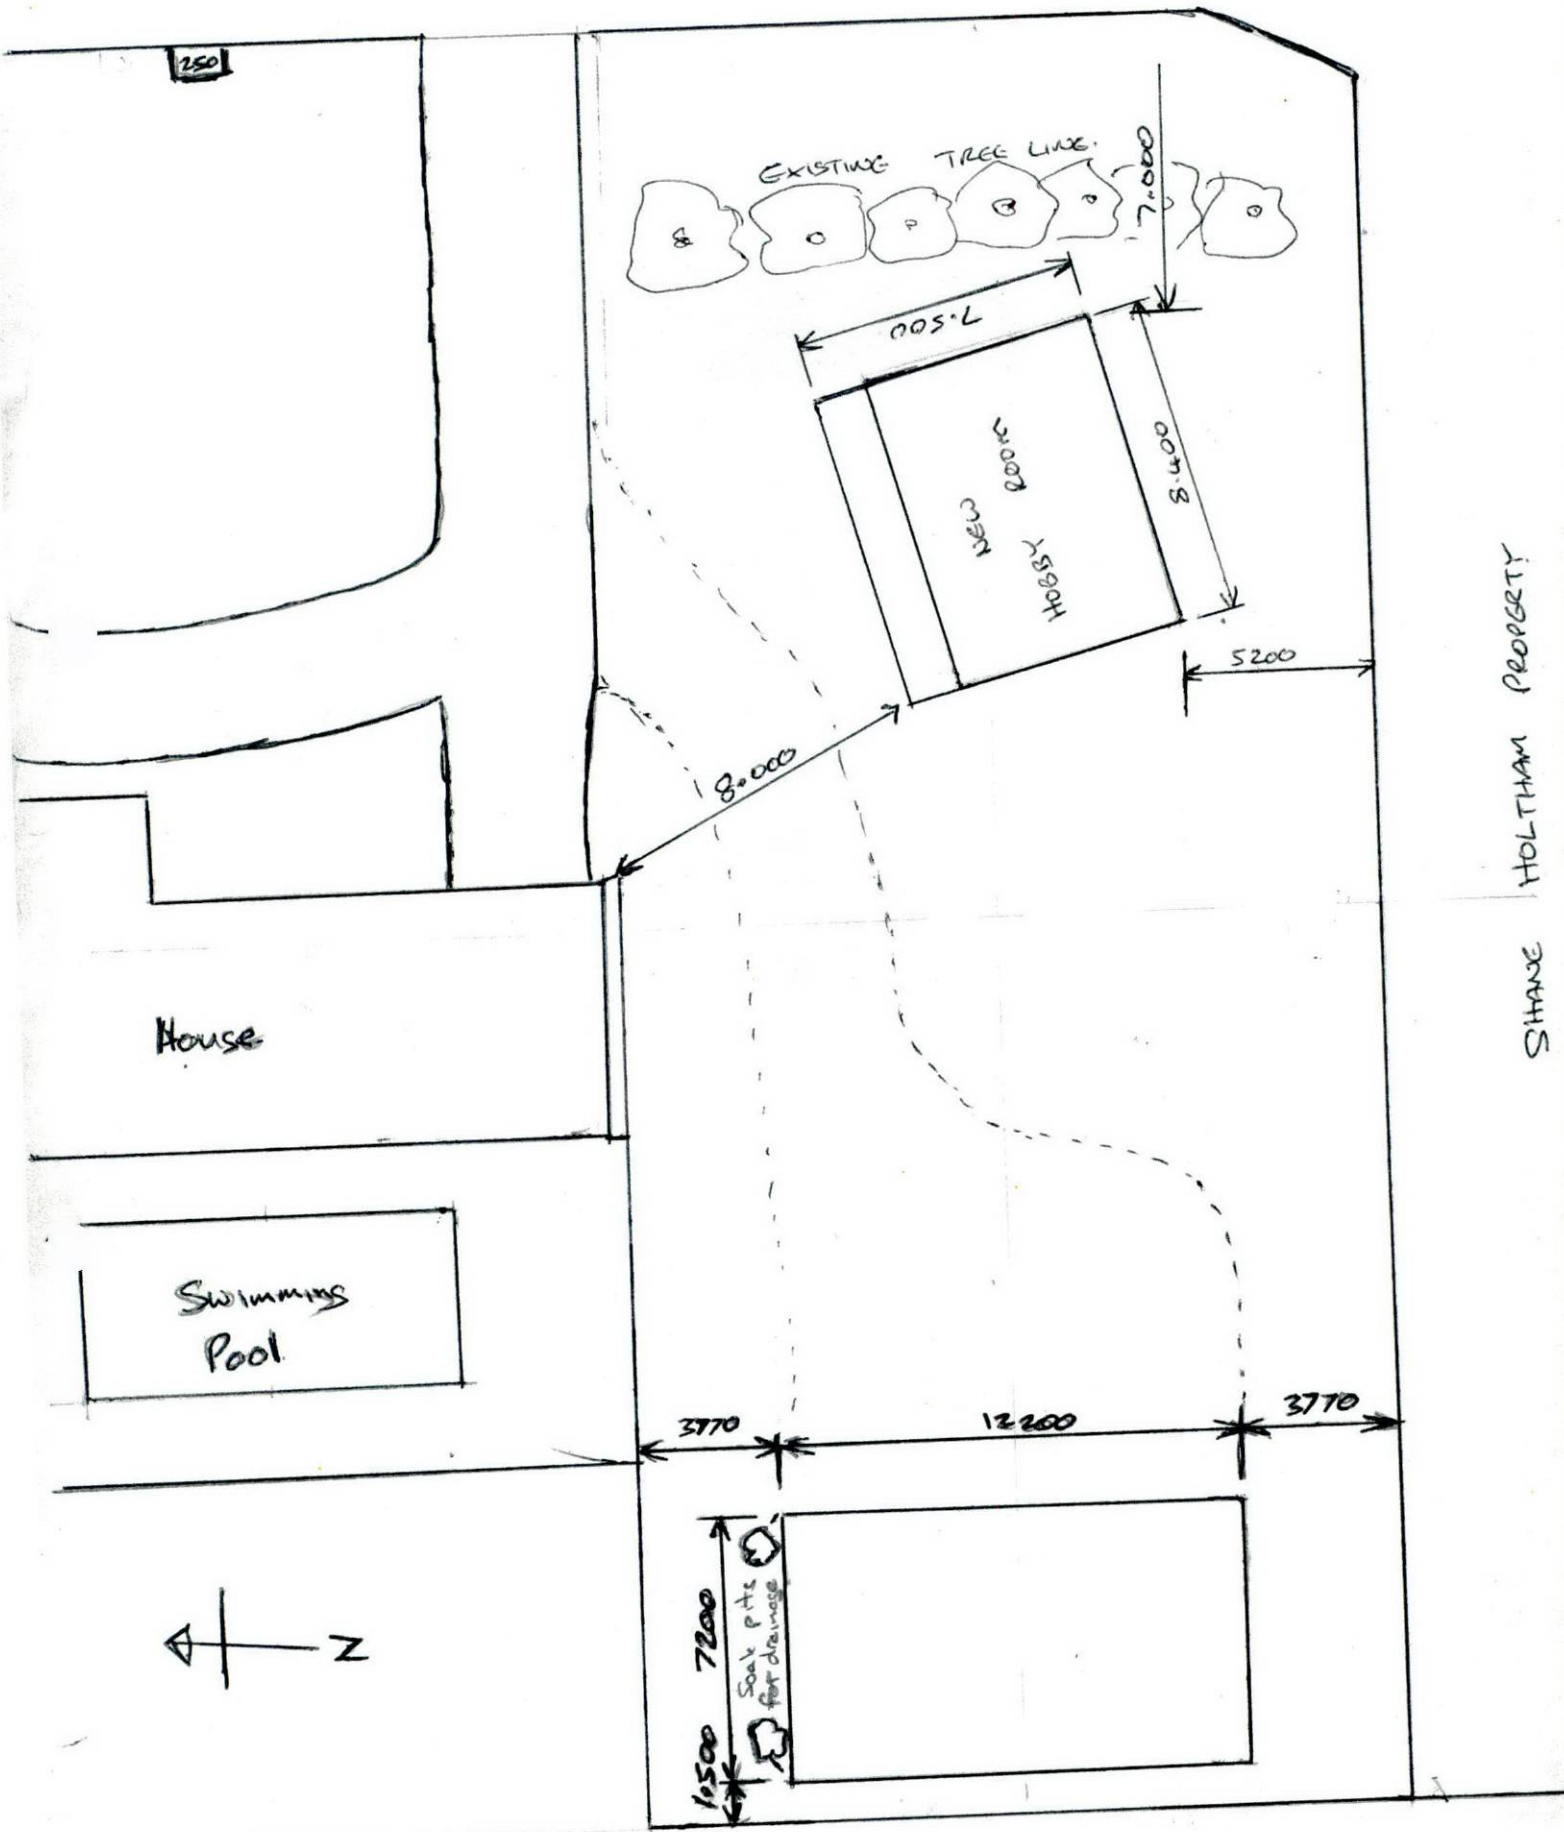 250
EXISTING TREE LINE.
7.000
7.500
NEW
HOBBY ROOM
8.400
5200
8.000
SHANE HOLTHAM PROPERTY
House
Swimming
Pool
3770
12200
3770
7200
Soak pits
for drainage
1.500
N